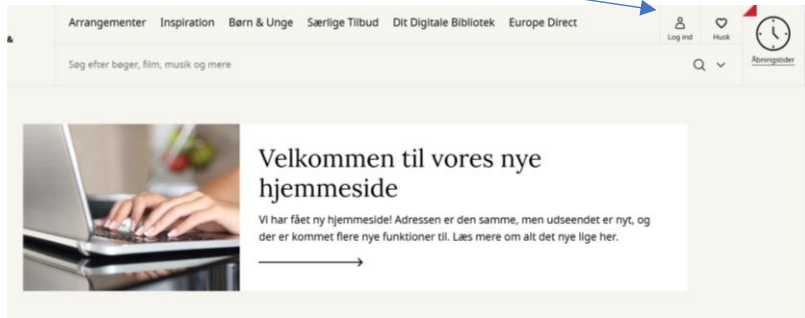 Arrangementer Inspiration Børn & Unge Særlige Tilbud Dit Digitale Bibliotek Europe Direct
Log ind Husk
Åbningstider
&
Søg efter bøger, film, musik og mere
Velkommen til vores nye
hjemmeside
Vi har fået ny hjemmeside! Adressen er den samme, men udseendet er nyt, og
der er kommet flere nye funktioner til. Læs mere om alt det nye lige her.